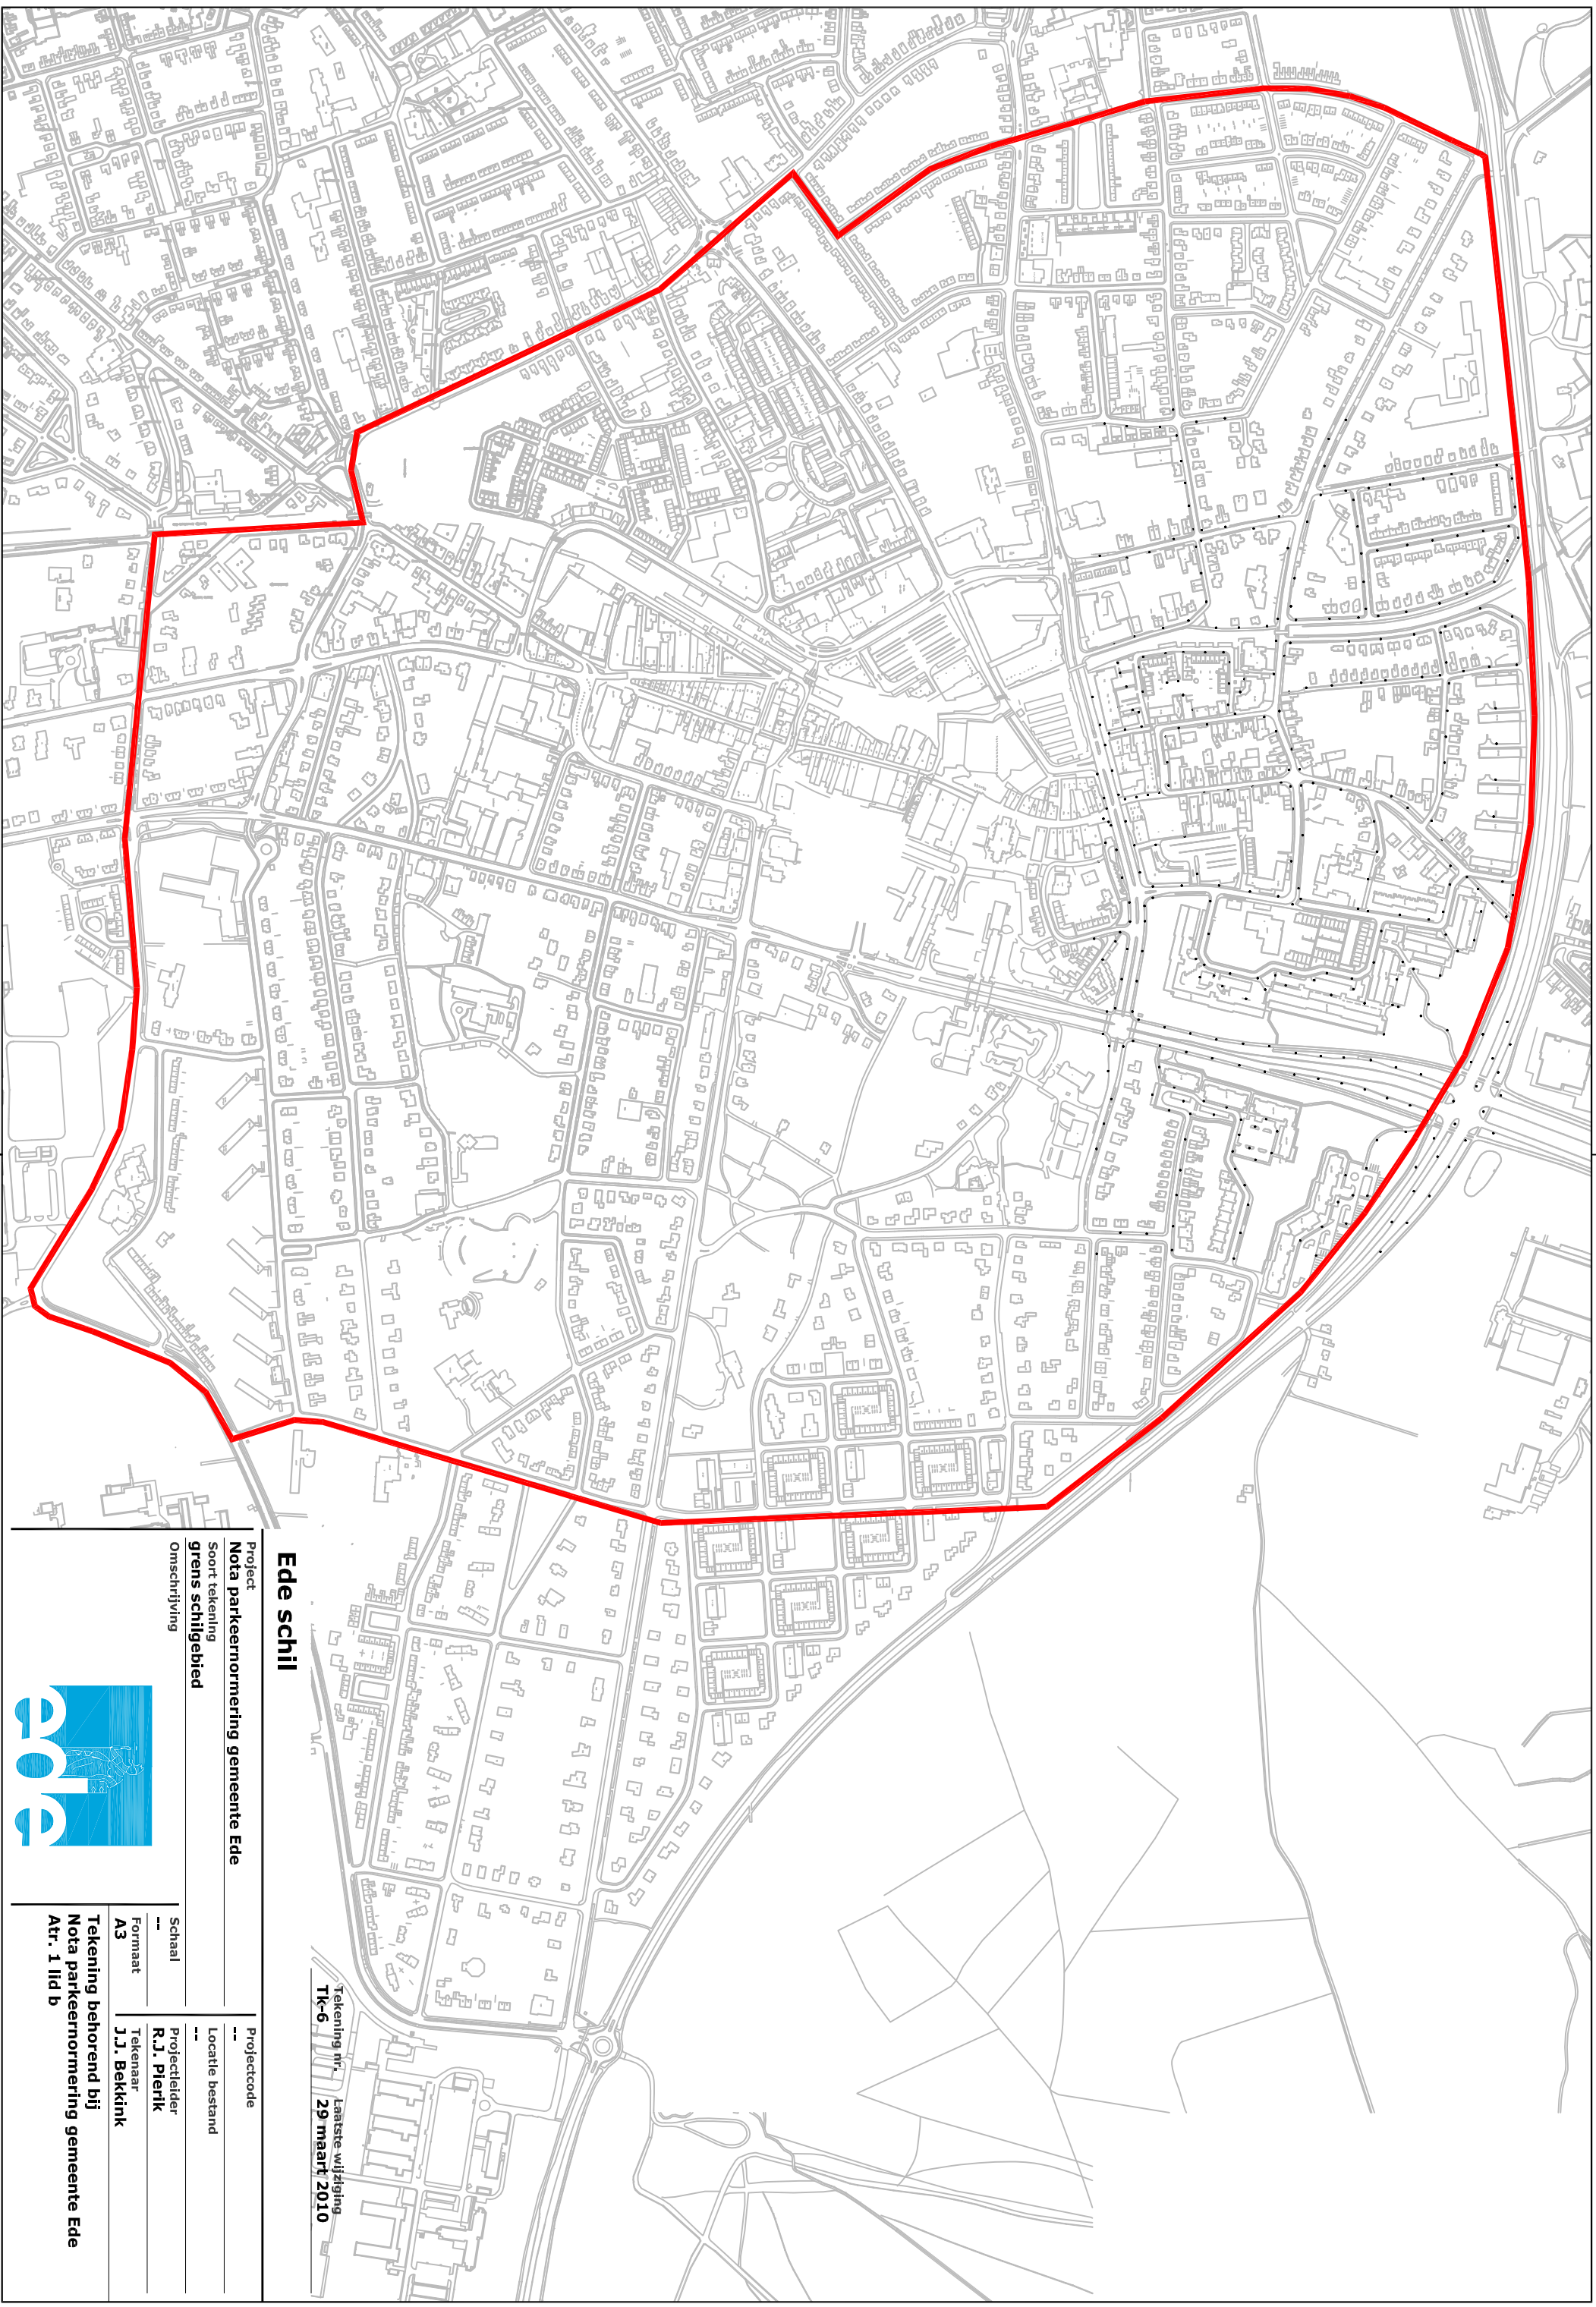 Ede schil
Tekening nr.
Tk-6
Laatste wijziging
29 maart 2010
Project
Nota parkeernormering gemeente Ede
Soort tekening
grens schilgebied
Omschrijving
Projectcode
--
Locatie bestand
--
Schaal
--
Projectleider
R.J. Pierik
Formaat
A3
Tekenaar
J.J. Bekkink
Tekening behorend bij
Nota parkeernormering gemeente Ede
Atr. 1 lid b
ede